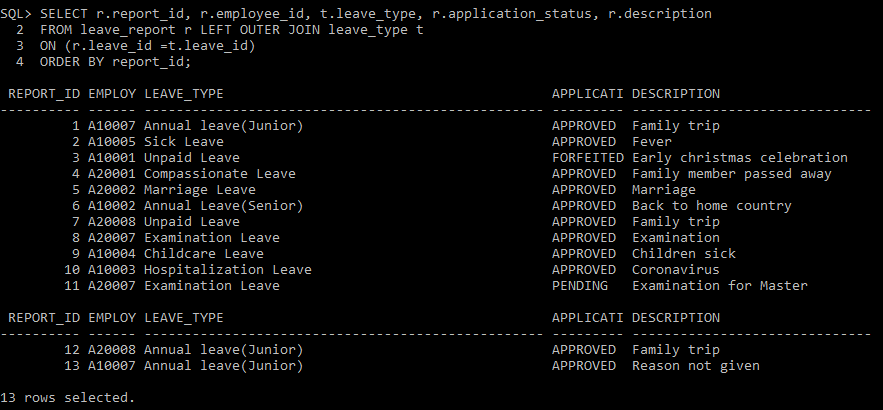 SQL> SELECT r.report_id, r.employee_id, t.leave_type, r.application_status, r.description
  2  FROM leave_report r LEFT OUTER JOIN leave_type t
  3  ON (r.leave_id =t.leave_id)
  4  ORDER BY report_id;

 REPORT_ID EMPLOY LEAVE_TYPE                                         APPLICATI DESCRIPTION
---------- ------ -------------------------------------------------- --------- ------------------------------
         1 A10007 Annual leave(Junior)                               APPROVED  Family trip
         2 A10005 Sick Leave                                         APPROVED  Fever
         3 A10001 Unpaid Leave                                       FORFEITED Early christmas celebration
         4 A20001 Compassionate Leave                                APPROVED  Family member passed away
         5 A20002 Marriage Leave                                     APPROVED  Marriage
         6 A10002 Annual Leave(Senior)                               APPROVED  Back to home country
         7 A20008 Unpaid Leave                                       APPROVED  Family trip
         8 A20007 Examination Leave                                  APPROVED  Examination
         9 A10004 Childcare Leave                                    APPROVED  Children sick
        10 A10003 Hospitalization Leave                              APPROVED  Coronavirus
        11 A20007 Examination Leave                                  PENDING   Examination for Master

 REPORT_ID EMPLOY LEAVE_TYPE                                         APPLICATI DESCRIPTION
---------- ------ -------------------------------------------------- --------- ------------------------------
        12 A20008 Annual leave(Junior)                               APPROVED  Family trip
        13 A10007 Annual leave(Junior)                               APPROVED  Reason not given

13 rows selected.